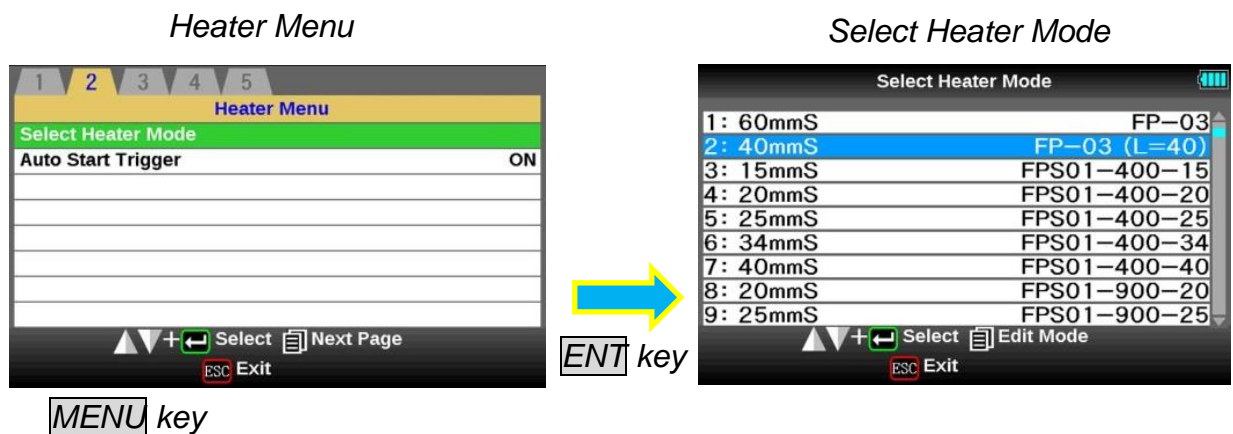 Heater Menu
Select Heater Mode
1 2 3 4 5
Heater Menu
Select Heater Mode
Auto Start Trigger ON
Select Next Page
ESC Exit
MENU key
ENT key
Select Heater Mode
1: 60mmS FP-03
2: 40mmS FP-03 (L=40)
3: 15mmS FPS01-400-15
4: 20mmS FPS01-400-20
5: 25mmS FPS01-400-25
6: 34mmS FPS01-400-34
7: 40mmS FPS01-400-40
8: 20mmS FPS01-900-20
9: 25mmS FPS01-900-25
+ Select Edit Mode
ESC Exit